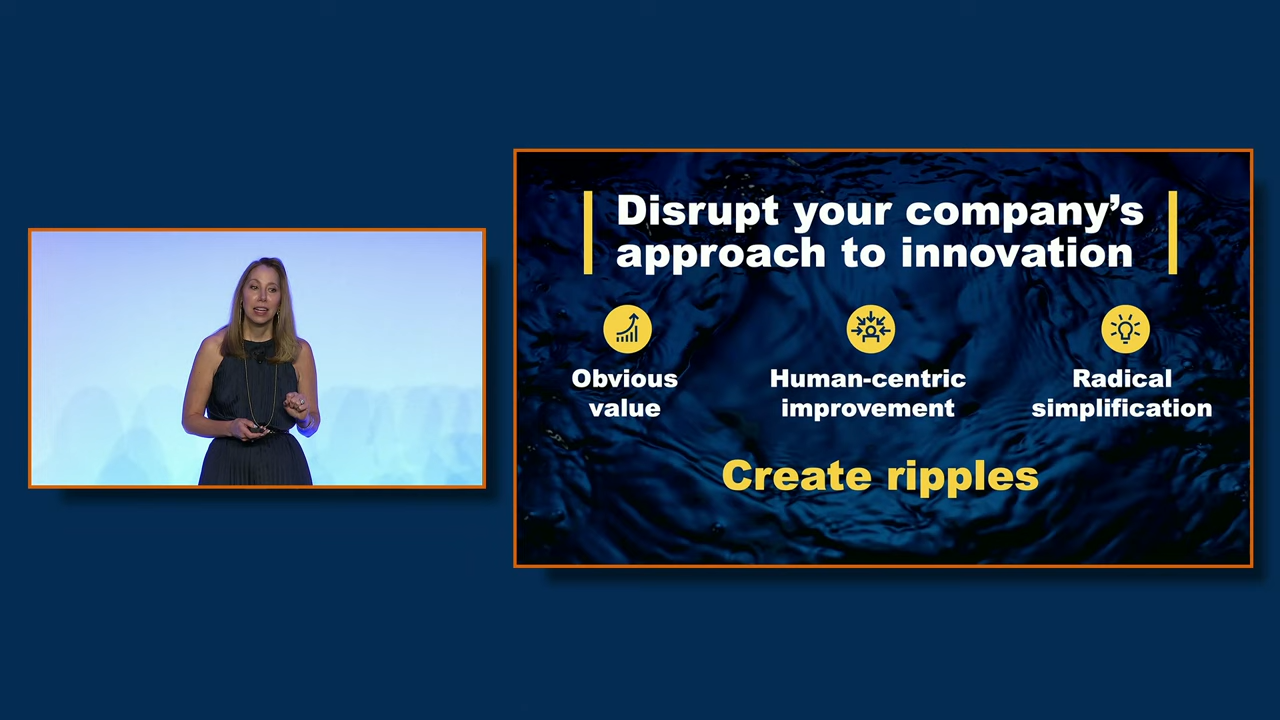 Disrupt your company’s
approach to innovation
Obvious
value
Human-centric
improvement
Radical
simplification
Create ripples